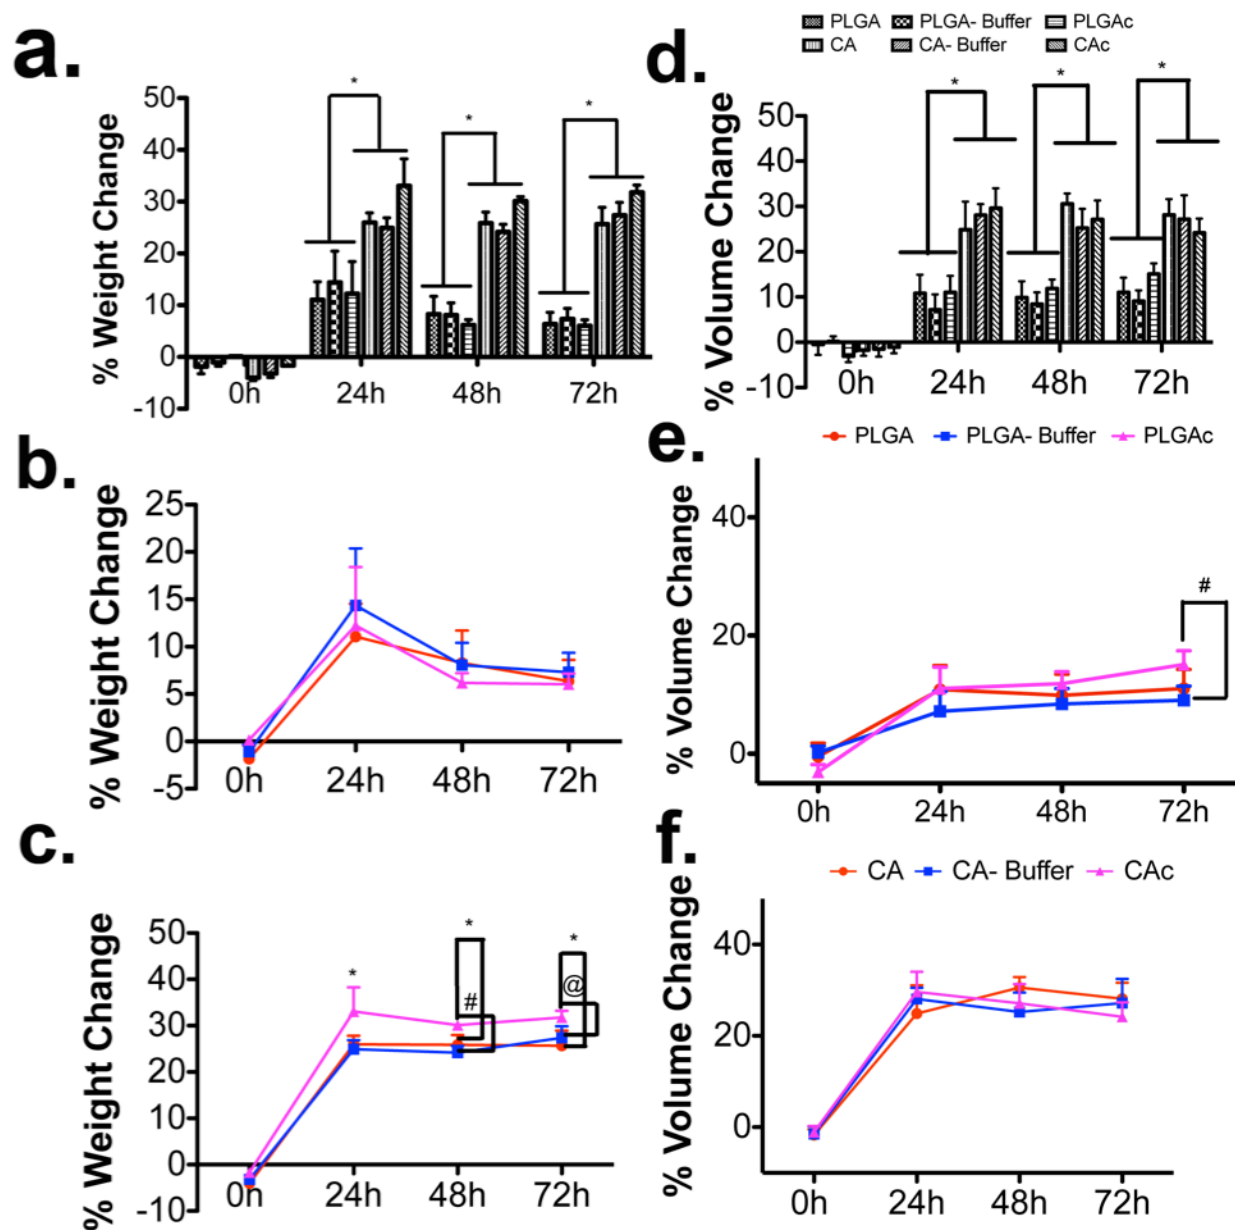 a.
% Weight Change
50
40
30
20
10
0
-10
0h 24h 48h 72h
* * *
PLGA PLGA- Buffer PLGAc
CA CA- Buffer CAc
d.
% Volume Change
50
40
30
20
10
0
-10
0h 24h 48h 72h
* * *
b.
% Weight Change
25
20
15
10
5
0
-5
0h 24h 48h 72h
PLGA PLGA- Buffer PLGAc
e.
% Volume Change
40
20
0
0h 24h 48h 72h
#
c.
% Weight Change
50
40
30
20
10
0
-10
0h 24h 48h 72h
* * *
# @
f.
CA CA- Buffer CAc
% Volume Change
40
20
0
0h 24h 48h 72h